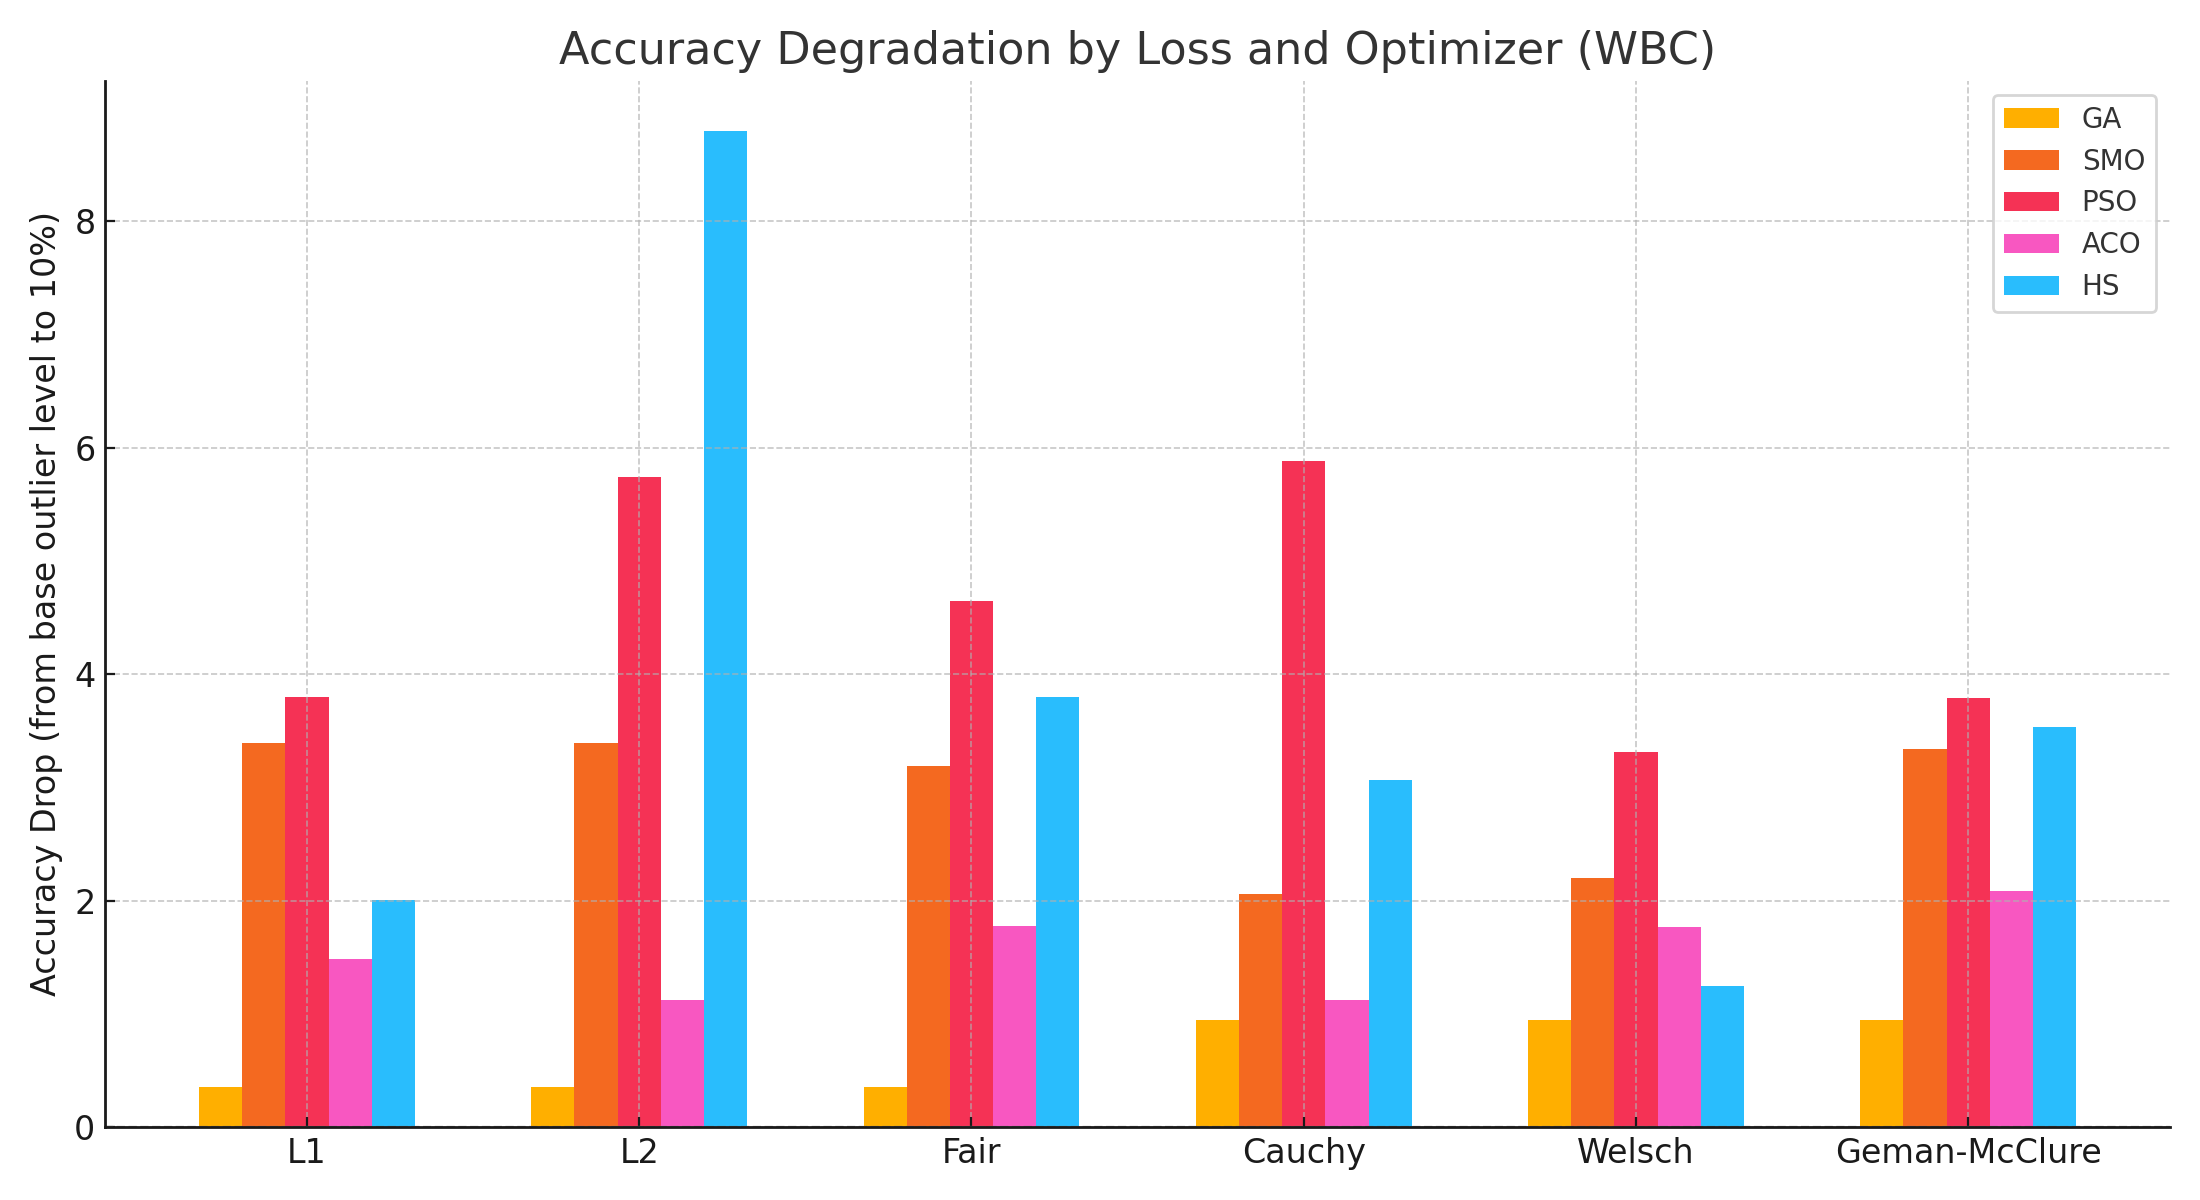 Accuracy Degradation by Loss and Optimizer (WBC)
Accuracy Drop (from base outlier level to 10%)
8
6
4
2
0
L1
L2
Fair
Cauchy
Welsch
Geman-McClure
GA
SMO
PSO
ACO
HS